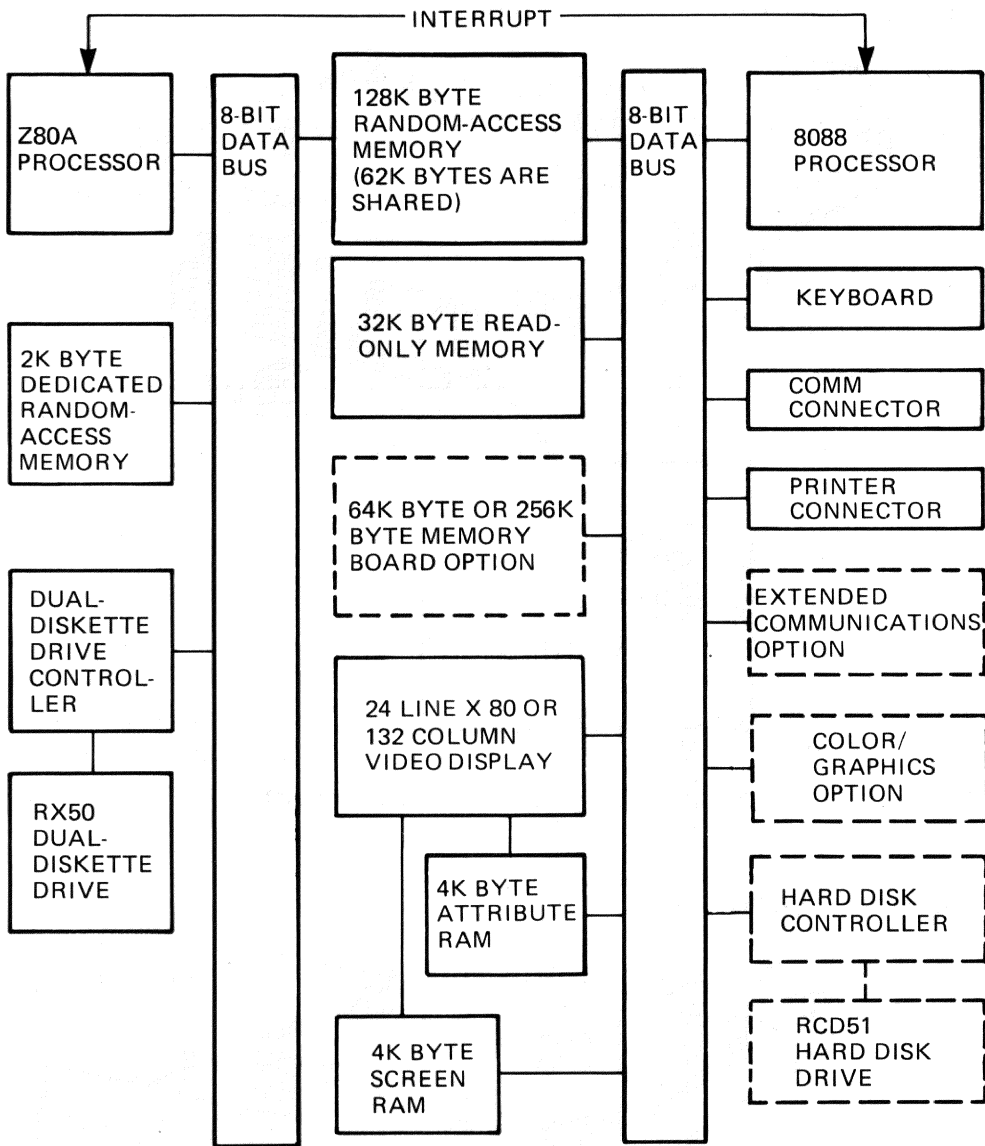 INTERRUPT
Z80A
PROCESSOR
8-BIT
DATA
BUS
128K BYTE
RANDOM-ACCESS
MEMORY
(62K BYTES ARE
SHARED)
8-BIT
DATA
BUS
8088
PROCESSOR
2K BYTE
DEDICATED
RANDOM-
ACCESS
MEMORY
32K BYTE READ-
ONLY MEMORY
KEYBOARD
COMM
CONNECTOR
64K BYTE OR 256K
BYTE MEMORY
BOARD OPTION
PRINTER
CONNECTOR
DUAL-
DISKETTE
DRIVE
CONTROL-
LER
EXTENDED
COMMUNICATIONS
OPTION
24 LINE X 80 OR
132 COLUMN
VIDEO DISPLAY
COLOR/
GRAPHICS
OPTION
RX50
DUAL-
DISKETTE
DRIVE
4K BYTE
ATTRIBUTE
RAM
HARD DISK
CONTROLLER
4K BYTE
SCREEN
RAM
RCD51
HARD DISK
DRIVE